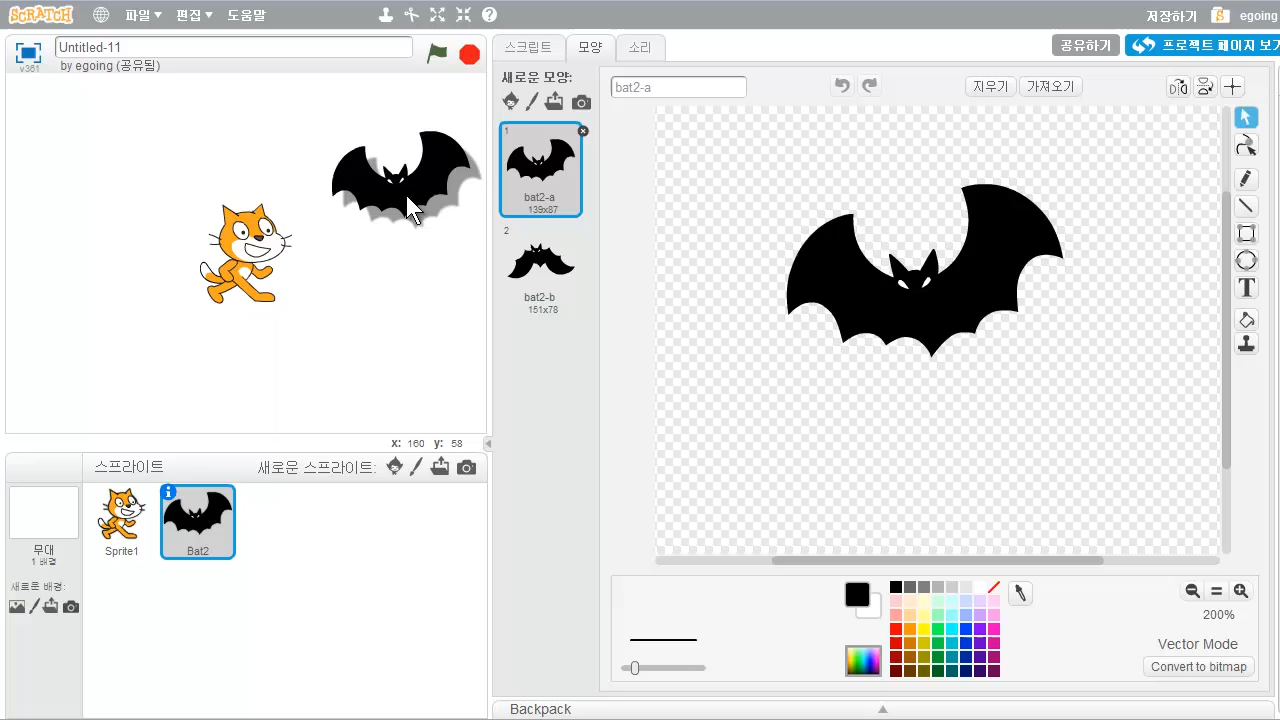 SCRATCH 파일 편집 도움말 저장하기 egoing
Untitled-11
by egoing (공유됨)
v361
스크립트 모양 소리
공유하기 프로젝트 페이지 보기
새로운 모양:
bat2-a
지우기 가져오기
1
bat2-a
139x87
2
bat2-b
151x78
x: 160 y: 58
스프라이트 새로운 스프라이트:
Sprite1
Bat2
무대
1 배경
새로운 배경:
200%
Vector Mode
Convert to bitmap
Backpack